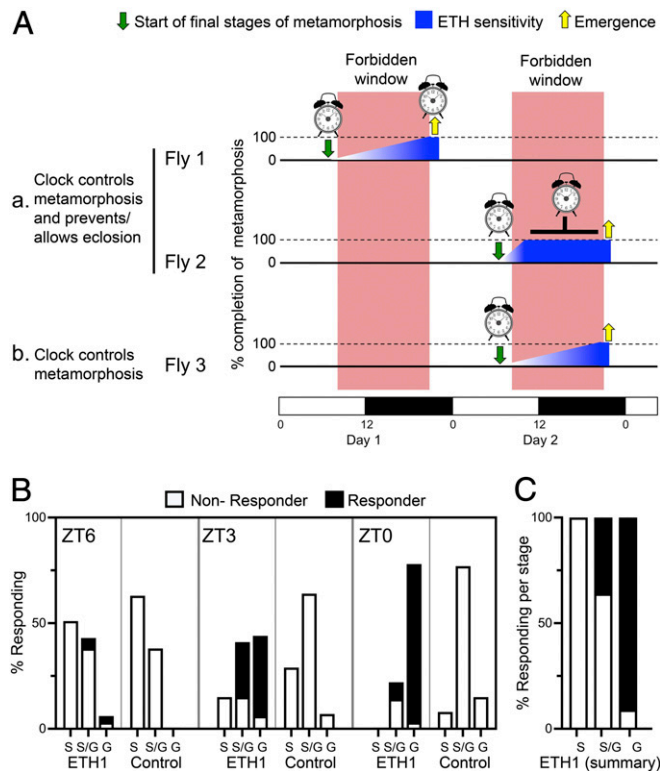 A
Start of final stages of metamorphosis
ETH sensitivity
Emergence
Forbidden window
Forbidden window
% completion of metamorphosis
a.
Clock controls
metamorphosis
and prevents/
allows eclosion
Fly 1
100
0
Fly 2
100
0
b.
Clock controls
metamorphosis
Fly 3
100
0
0 12 0 12 0
Day 1 Day 2
B
Non- Responder
Responder
% Responding
100
50
0
ZT6
ZT3
ZT0
S S/G G S S/G G S S/G G S S/G G S S/G G S S/G G
ETH1 Control ETH1 Control ETH1 Control
C
% Responding per stage
100
50
0
S S/G G
ETH1 (summary)